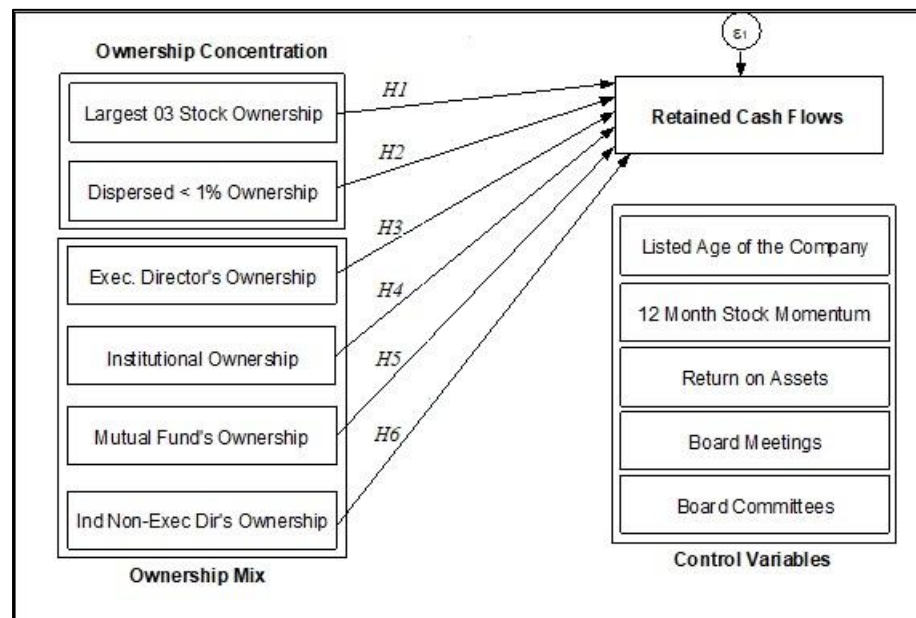 Ownership Concentration
Largest 03 Stock Ownership
Dispersed < 1% Ownership
Exec. Director's Ownership
Institutional Ownership
Mutual Fund's Ownership
Ind Non-Exec Dir's Ownership
Ownership Mix
H1
H2
H3
H4
H5
H6
ε1
Retained Cash Flows
Listed Age of the Company
12 Month Stock Momentum
Return on Assets
Board Meetings
Board Committees
Control Variables